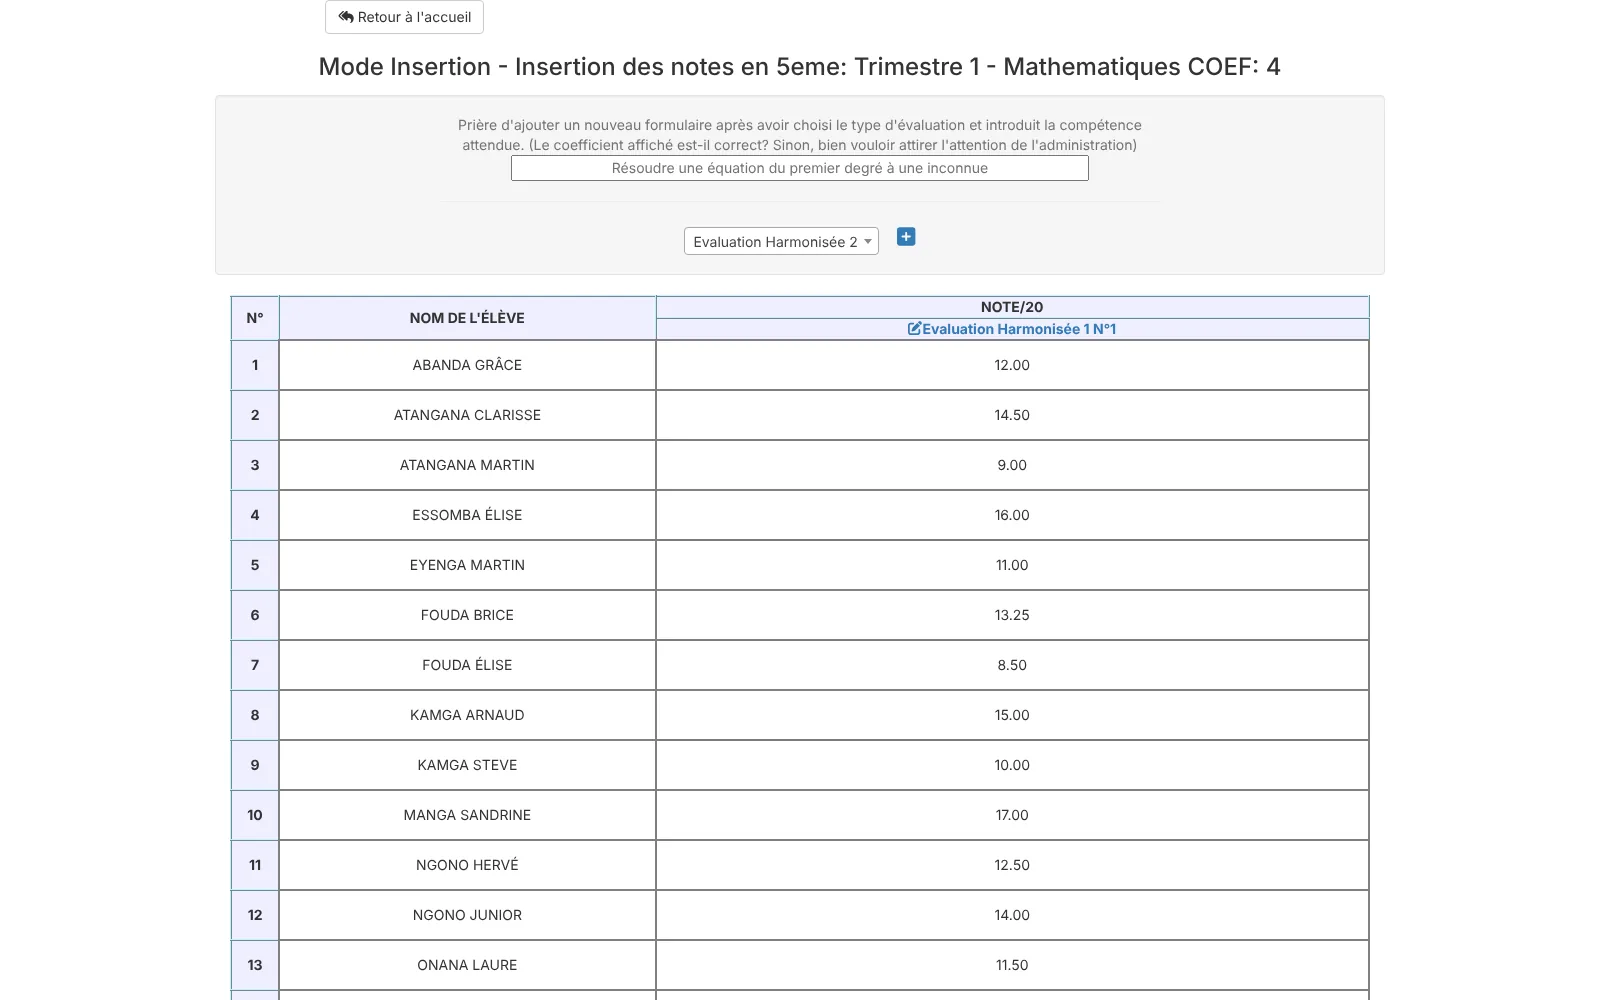 Retour à l'accueil
Mode Insertion - Insertion des notes en 5eme: Trimestre 1 - Mathematiques COEF: 4
Prière d'ajouter un nouveau formulaire après avoir choisi le type d'évaluation et introduit la compétence
attendue. (Le coefficient affiché est-il correct? Sinon, bien vouloir attirer l'attention de l'administration)
Résoudre une équation du premier degré à une inconnue
Evaluation Harmonisée 2
N° NOM DE L'ÉLÈVE NOTE/20
Evaluation Harmonisée 1 N°1
1 ABANDA GRÂCE 12.00
2 ATANGANA CLARISSE 14.50
3 ATANGANA MARTIN 9.00
4 ESSOMBA ÉLISE 16.00
5 EYENGA MARTIN 11.00
6 FOUDA BRICE 13.25
7 FOUDA ÉLISE 8.50
8 KAMGA ARNAUD 15.00
9 KAMGA STEVE 10.00
10 MANGA SANDRINE 17.00
11 NGONO HERVÉ 12.50
12 NGONO JUNIOR 14.00
13 ONANA LAURE 11.50